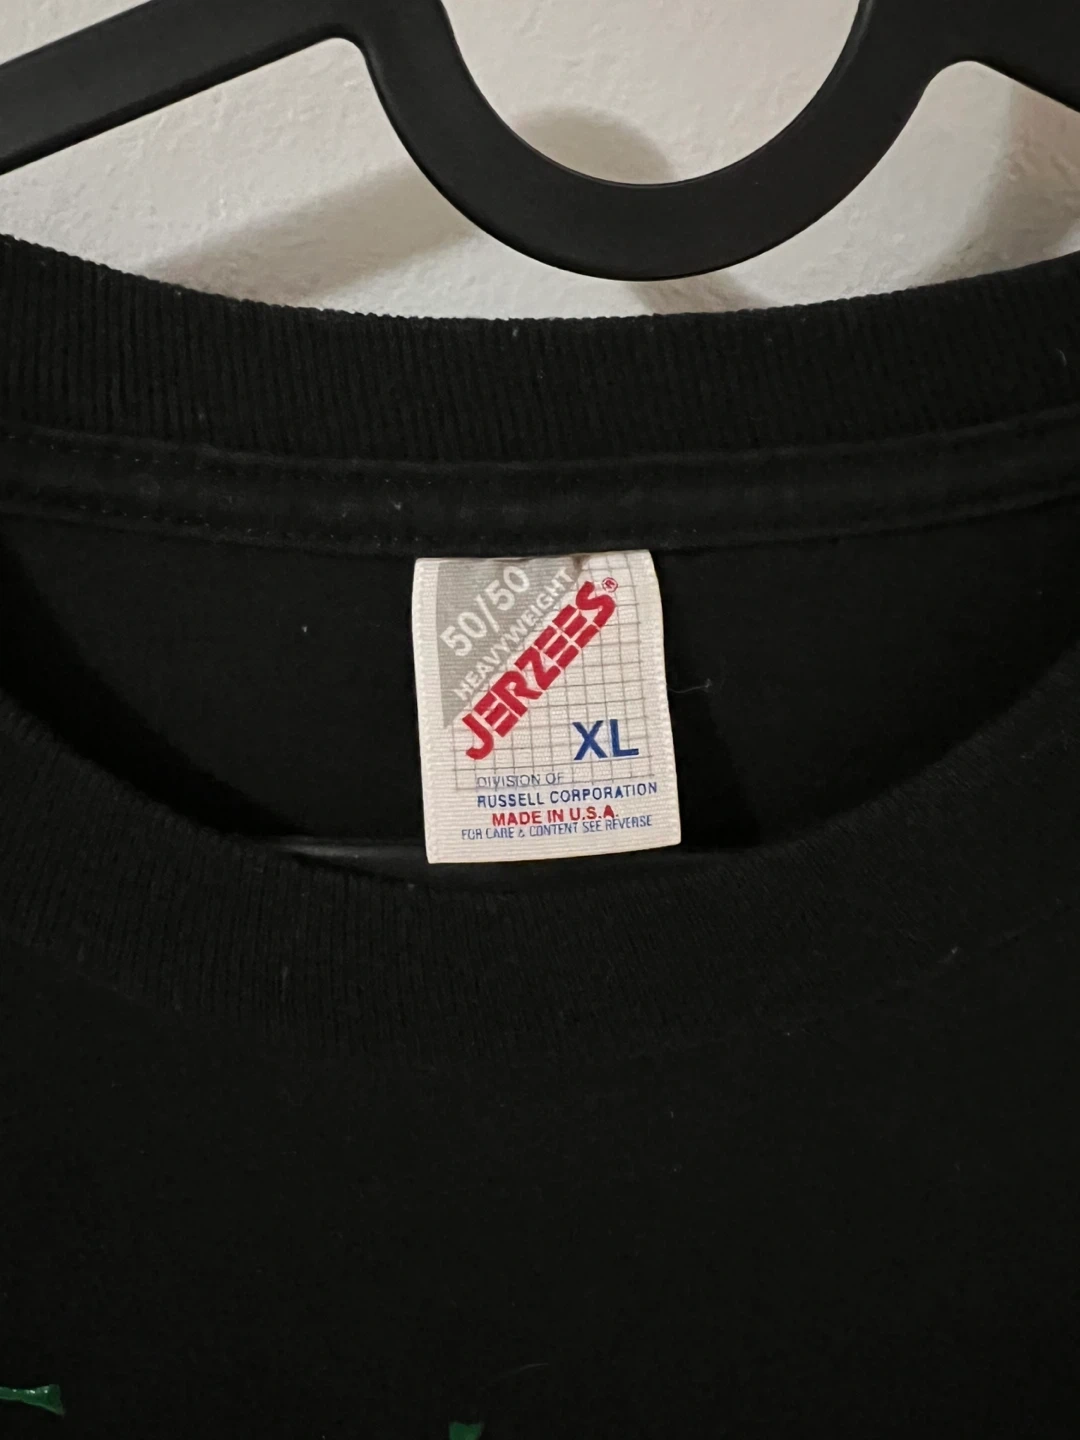 50/50
HEAVYWEIGHT
JERZEES®
XL
DIVISION OF
RUSSELL CORPORATION
MADE IN U.S.A.
FOR CARE & CONTENT SEE REVERSE